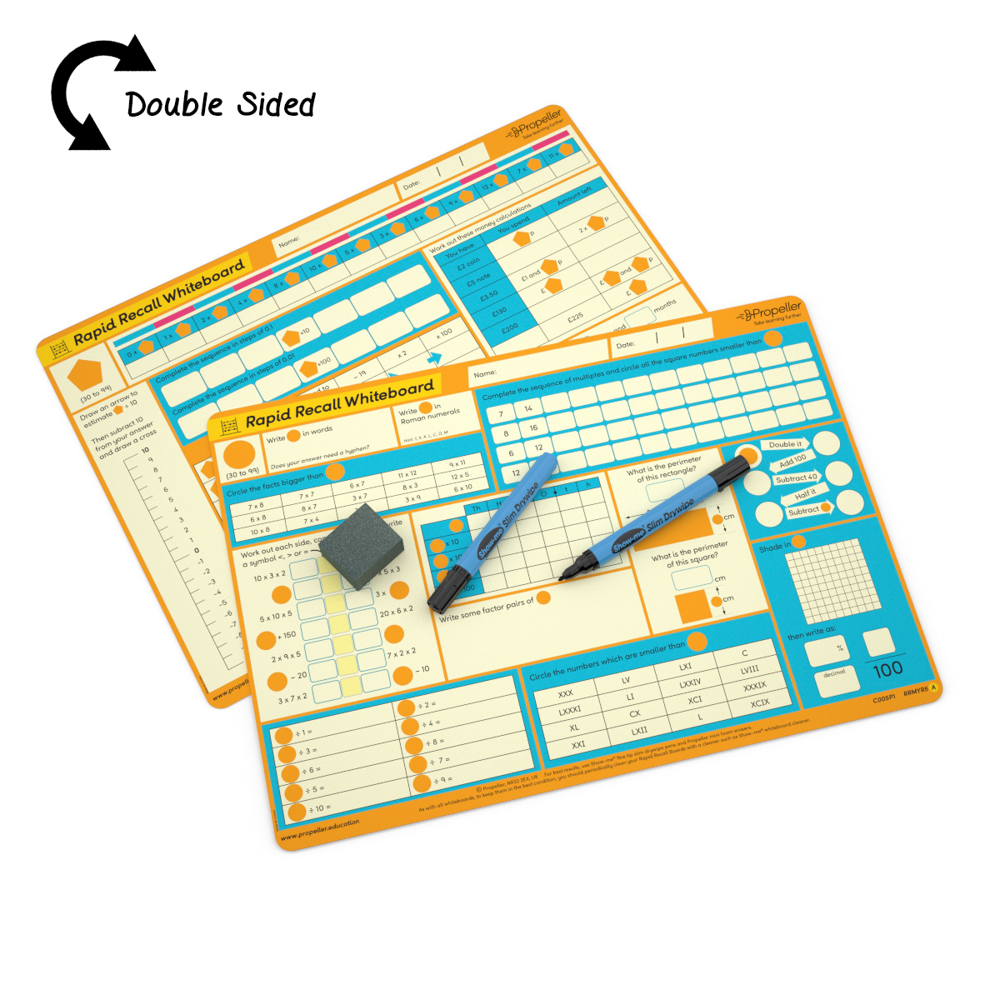 Double Sided
Propeller
Take learning further
Rapid Recall Whiteboard
Name:
Date: / /
0 x
1 x
2 x
4 x
8 x
10 x
5 x
3 x
6 x
9 x
12 x
7 x
11 x
(30 to 99)
Draw an arrow to
estimate ÷ 10
Then subtract 10
from your answer
and draw a cross
10
9
8
7
6
5
4
3
2
1
0
-1
-2
-3
-4
-5
-6
-7
-8
-9
-10
Complete the sequence in steps of 0.1
÷10
Complete the sequence in steps of 0.01
÷100
x 100
x 2
- 19
Work out these money calculations
You have
You spend
Amount left
£2 coin
p
2 x p
£5 note
£1 and p
£3.50
£
£ and p
£130
£
£200
£225
and months
www.propell
Propeller
Take learning further
Rapid Recall Whiteboard
Name:
Date: / /
(30 to 99)
Write in words
Does your answer need a hyphen?
Write in
Roman numerals
Hint: I, V, X, L, C, D, M
Complete the sequence of multiples and circle all the square numbers smaller than
7 14
8 16
6 12
12
Circle the facts bigger than
7 x 8 7 x 7 6 x 7 11 x 12 9 x 11
6 x 8 8 x 7 3 x 7 8 x 3 12 x 5
10 x 8 7 x 4 3 x 9 6 x 10
Work out each side,
a symbol <, > or =
10 x 3 x 2
x 5 x 3
3 x
5 x 10 x 5
20 x 6 x 2
+ 150
2 x 9 x 5
7 x 2 x 2
- 20
- 10
3 x 7 x 2
Th H O t h
x 10
x 10
100
Write some factor pairs of
What is the perimeter
of this rectangle?
cm
What is the perimeter
of this square?
cm
cm
Double it
Add 100
Subtract 40
Half it
Subtract
Shade in
then write as:
%
decimal
100
÷ 1 =
÷ 2 =
÷ 3 =
÷ 4 =
÷ 6 =
÷ 8 =
÷ 5 =
÷ 7 =
÷ 10 =
÷ 9 =
Circle the numbers which are smaller than
XXX LV LXI C
LXXXI LI LXXIV LVIII
XL CX XCI XXXIX
XXI LXII L XCIX
Show-me® Slim Drywipe
Show-me® Slim Drywipe
C005P1 RRMYR5 A
www.propeller.education
© Propeller, NR32 2EX, UK For best results, use Show-me® fine tip slim drywipe pens and Propeller mini foam erasers.
As with all whiteboards, to keep them in the best condition, you should periodically clean your Rapid Recall Boards with a cleaner such as Show-me® whiteboard cleaner.